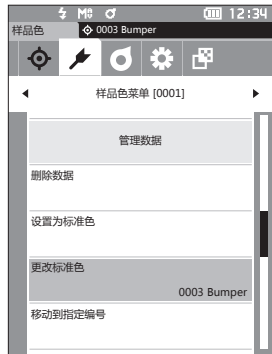 12:34
样品色
0003 Bumper
样品色菜单 [0001]
管理数据
删除数据
设置为标准色
更改标准色
0003 Bumper
移动到指定编号